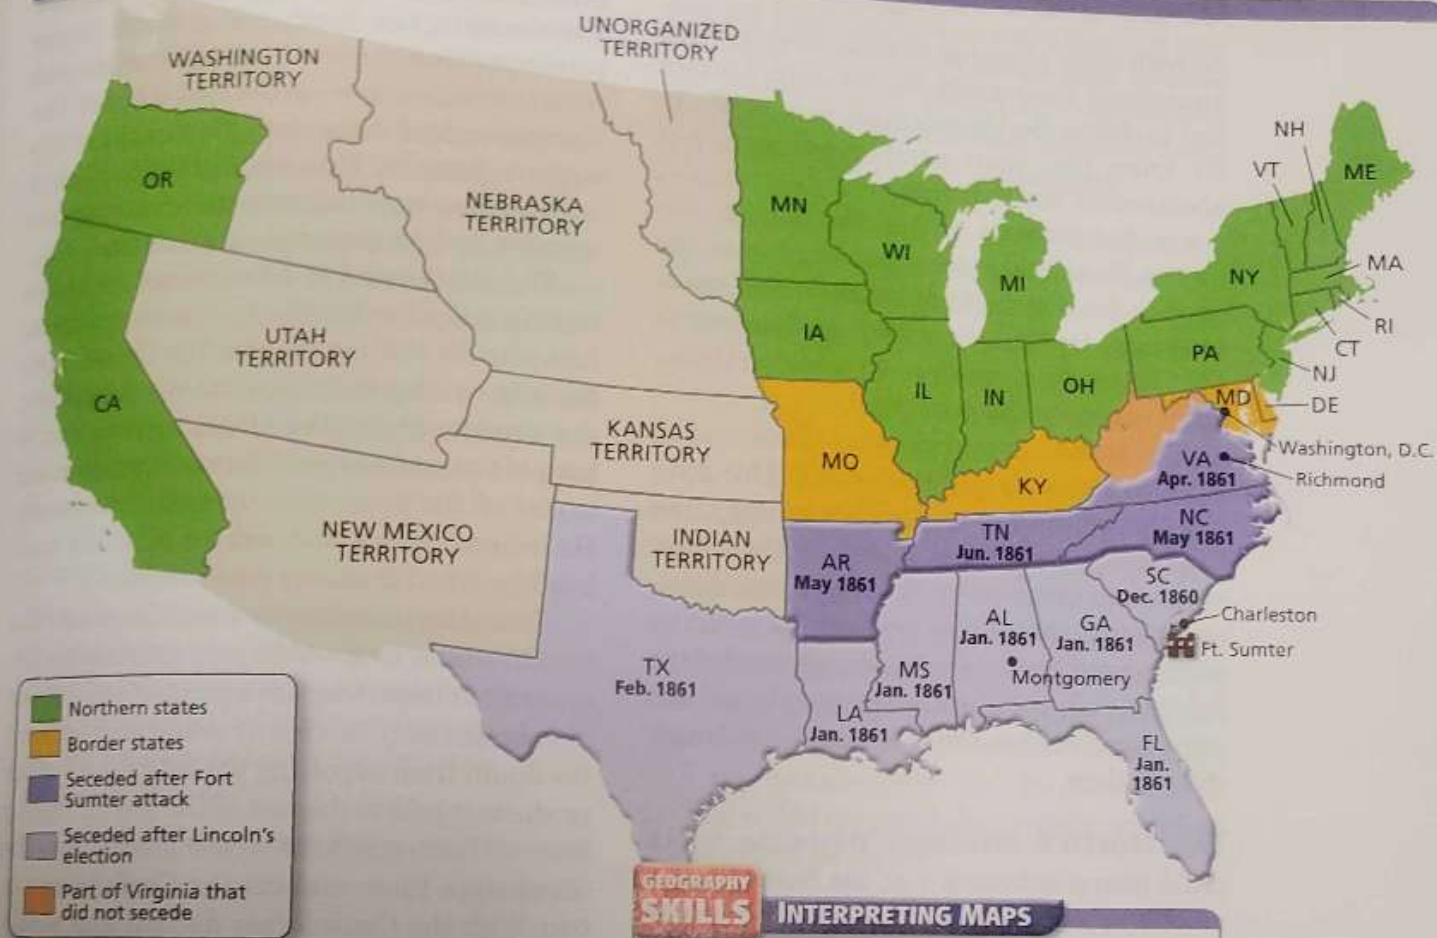 UNORGANIZED
TERRITORY
WASHINGTON
TERRITORY
NH
VT
ME
OR
NEBRASKA
TERRITORY
MN
WI
MI
NY
MA
RI
CT
NJ
UTAH
TERRITORY
IA
PA
CA
IL
IN
OH
MD
DE
KANSAS
TERRITORY
MO
KY
Washington, D.C.
VA
Apr. 1861
Richmond
NEW MEXICO
TERRITORY
INDIAN
TERRITORY
AR
May 1861
TN
Jun. 1861
NC
May 1861
SC
Dec. 1860
Charleston
Ft. Sumter
AL
Jan. 1861
GA
Jan. 1861
Montgomery
MS
Jan. 1861
TX
Feb. 1861
LA
Jan. 1861
FL
Jan.
1861
Northern states
Border states
Seceded after Fort
Sumter attack
Seceded after Lincoln's
election
Part of Virginia that
did not secede
GEOGRAPHY
SKILLS
INTERPRETING MAPS